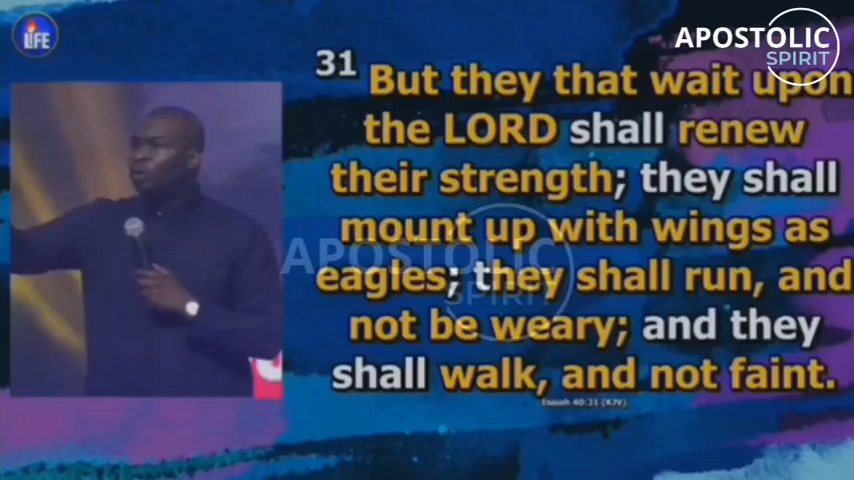 LIFE
APOSTOLIC
SPIRIT
31 But they that wait upon
the LORD shall renew
their strength; they shall
mount up with wings as
eagles; they shall run, and
not be weary; and they
shall walk, and not faint.
Isaiah 40:31 (KJV)
APOSTOLIC
SPIRIT